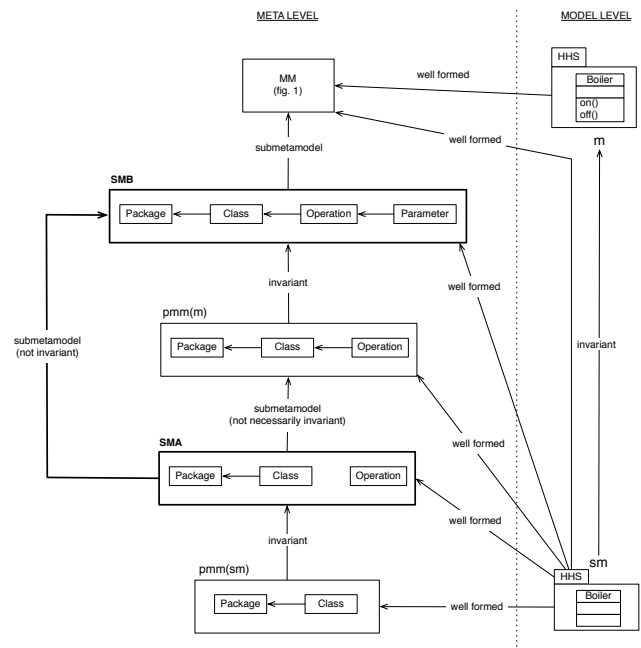 META LEVEL
MODEL LEVEL
HHS
Boiler
on()
off()
m
MM
(fig. 1)
well formed
well formed
submetamodel
SMB
Package
Class
Operation
Parameter
invariant
well formed
pmm(m)
Package
Class
Operation
submetamodel
(not invariant)
invariant
submetamodel
(not necessarily invariant)
well formed
SMA
Package
Class
Operation
well formed
invariant
sm
pmm(sm)
HHS
Package
Class
well formed
Boiler